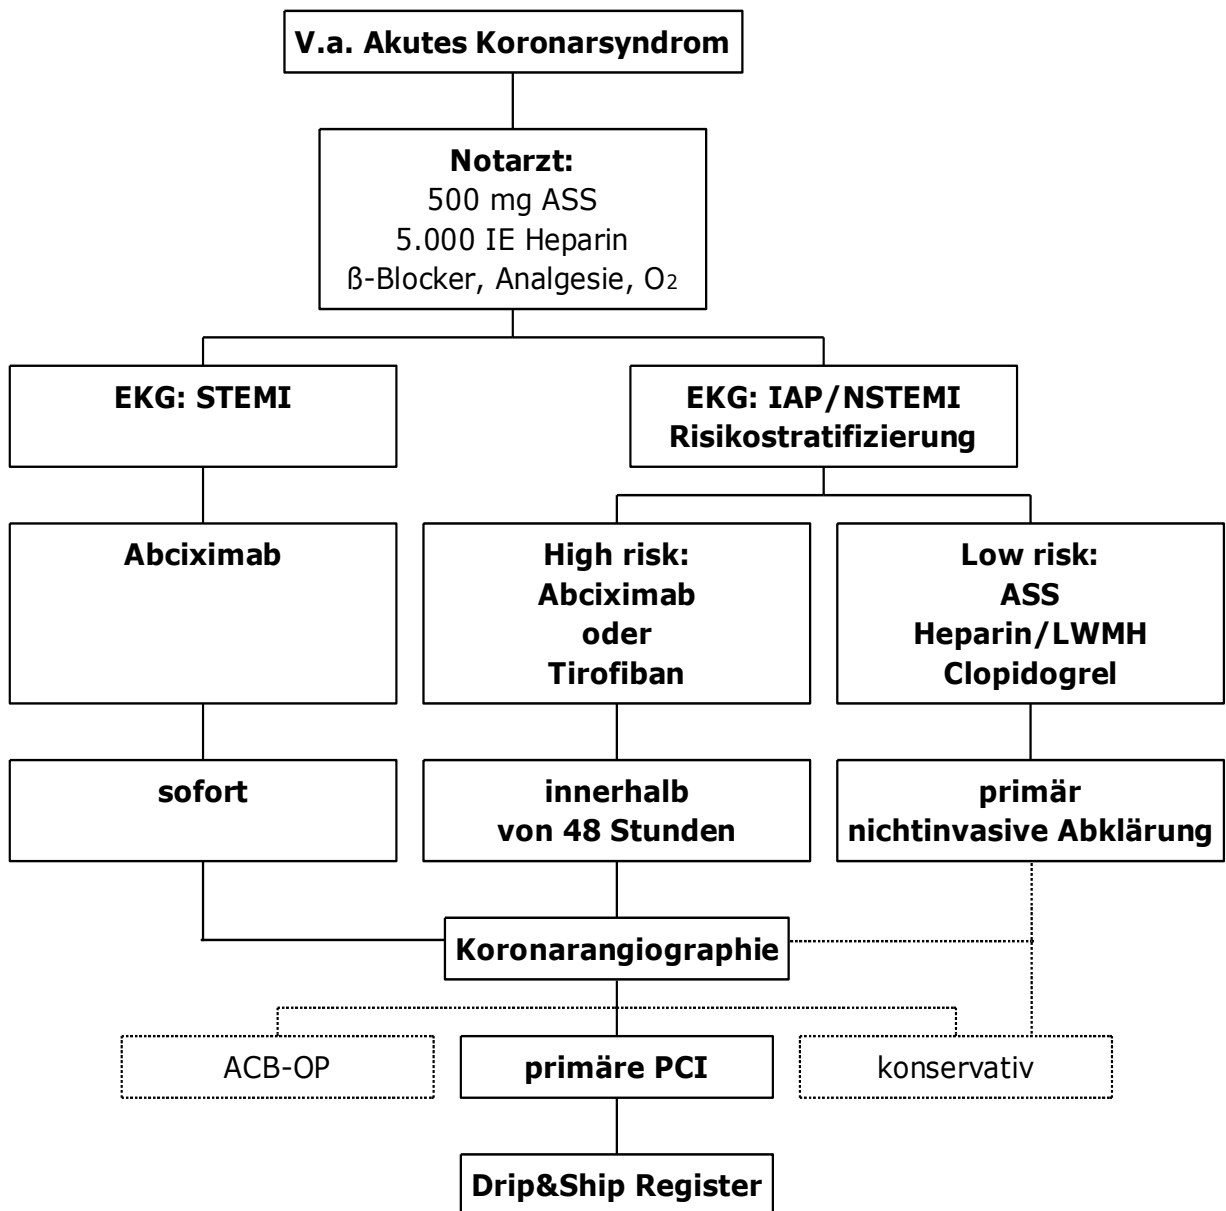 V.a. Akutes Koronarsyndrom
Notarzt:
500 mg ASS
5.000 IE Heparin
ß-Blocker, Analgesie, O2
EKG: STEMI
EKG: IAP/NSTEMI
Risikostratifizierung
Abciximab
High risk:
Abciximab
oder
Tirofiban
Low risk:
ASS
Heparin/LWMH
Clopidogrel
sofort
innerhalb
von 48 Stunden
primär
nichtinvasive Abklärung
Koronarangiographie
ACB-OP
primäre PCI
konservativ
Drip&Ship Register